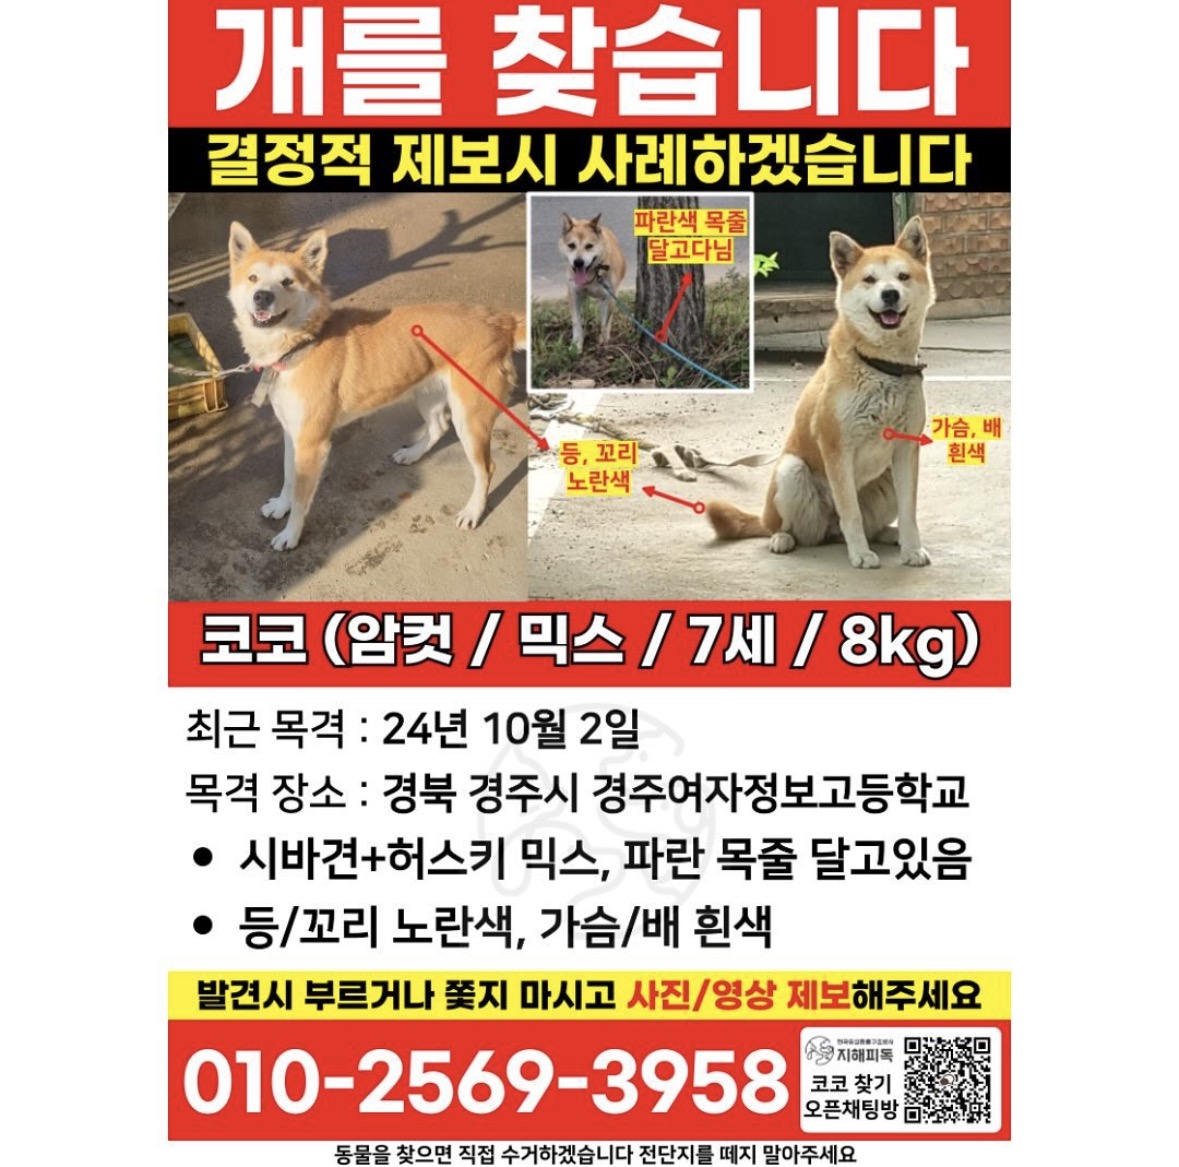 개를 찾습니다
결정적 제보시 사례하겠습니다
파란색 목줄
달고다님
등, 꼬리
노란색
가슴, 배
흰색
코코 (암컷 / 믹스 / 7세 / 8kg)
최근 목격 : 24년 10월 2일
목격 장소 : 경북 경주시 경주여자정보고등학교
• 시바견+허스키 믹스, 파란 목줄 달고있음
• 등/꼬리 노란색, 가슴/배 흰색
발견시 부르거나 쫓지 마시고 사진/영상 제보해주세요
010-2569-3958
지해피독
코코 찾기
오픈채팅방
동물을 찾으면 직접 수거하겠습니다 전단지를 떼지 말아주세요